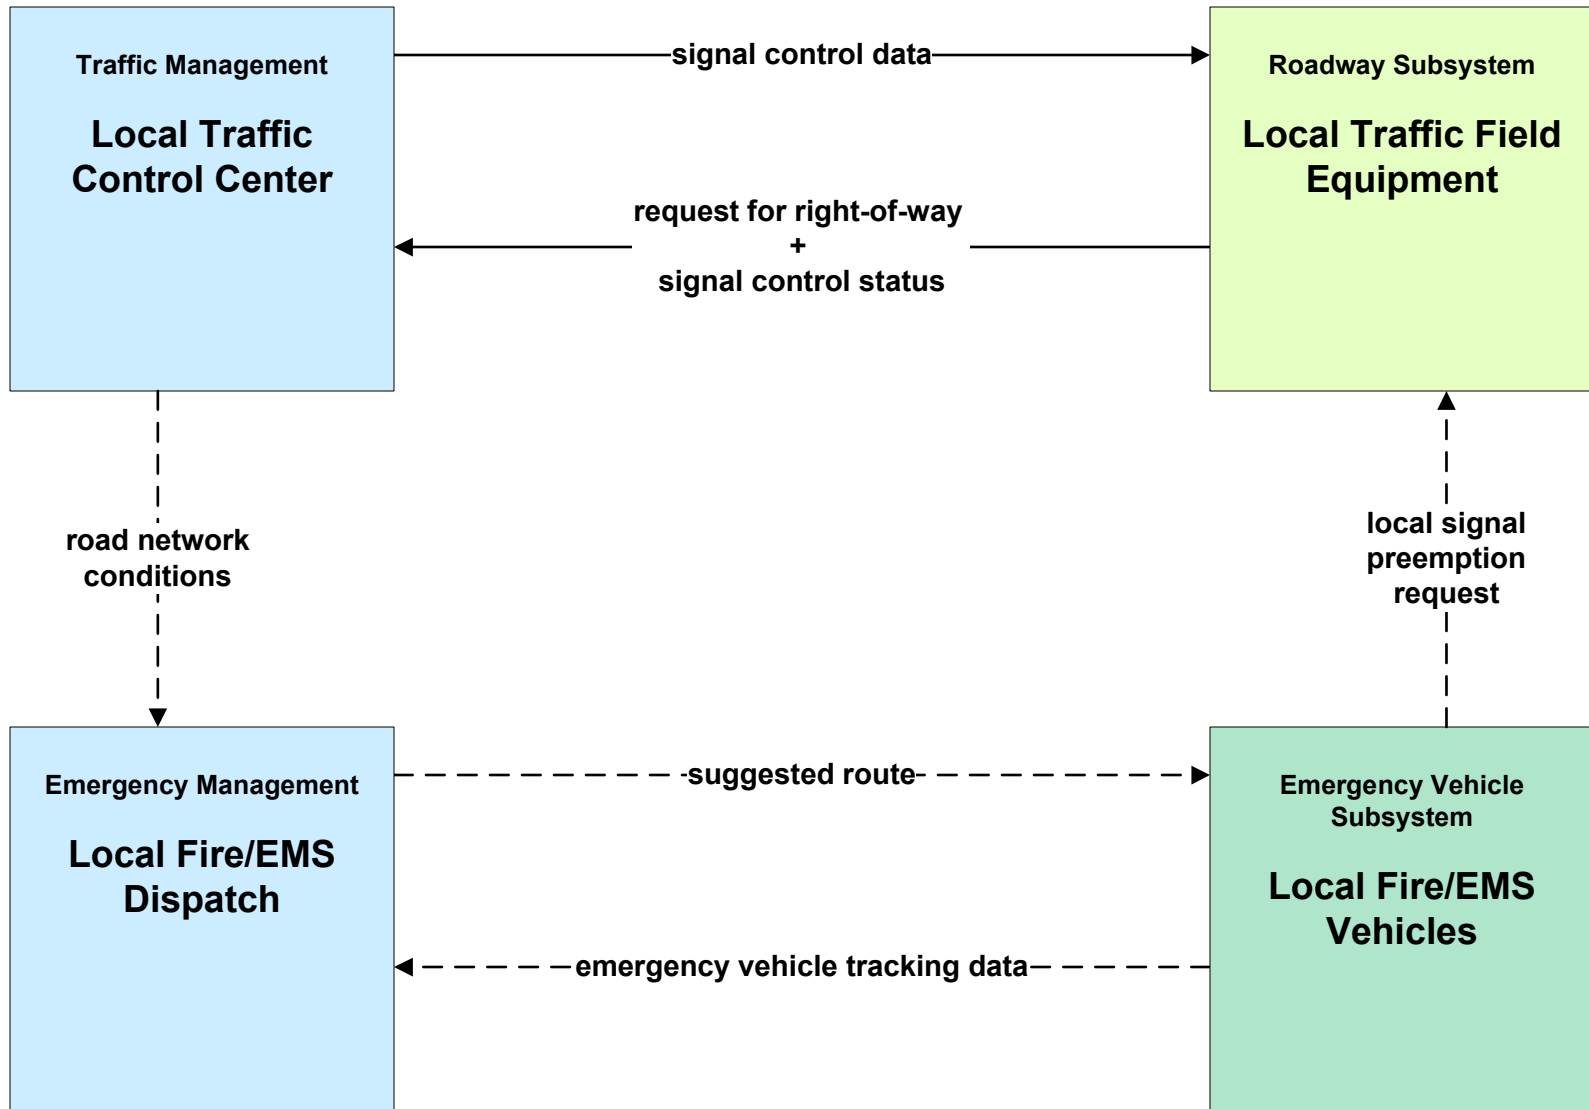 Traffic Management
Local Traffic
Control Center
signal control data
Roadway Subsystem
Local Traffic Field
Equipment
request for right-of-way
+
signal control status
road network
conditions
local signal
preemption
request
Emergency Management
Local Fire/EMS
Dispatch
suggested route
Emergency Vehicle
Subsystem
Local Fire/EMS
Vehicles
emergency vehicle tracking data